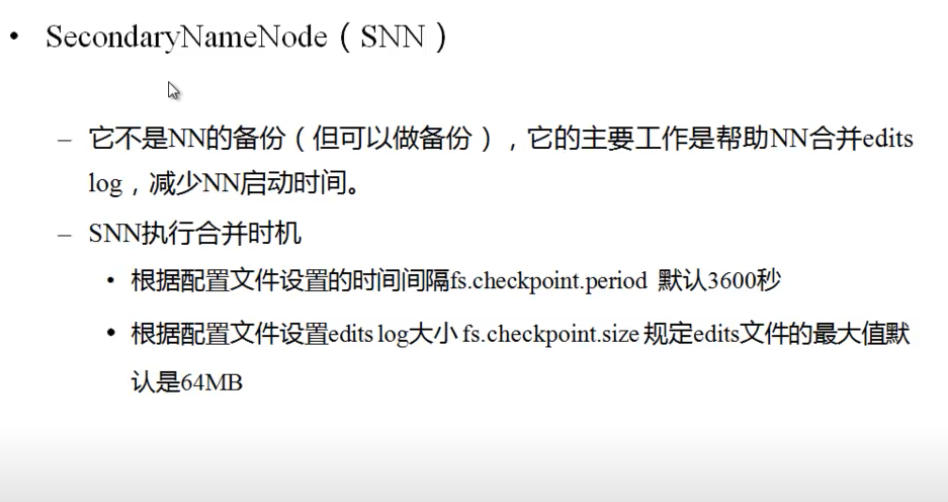 • SecondaryNameNode（SNN）
– 它不是NN的备份（但可以做备份），它的主要工作是帮助NN合并edits
log，减少NN启动时间。
– SNN执行合并时机
• 根据配置文件设置的时间间隔fs.checkpoint.period 默认3600秒
• 根据配置文件设置edits log大小 fs.checkpoint.size 规定edits文件的最大值默
认是64MB